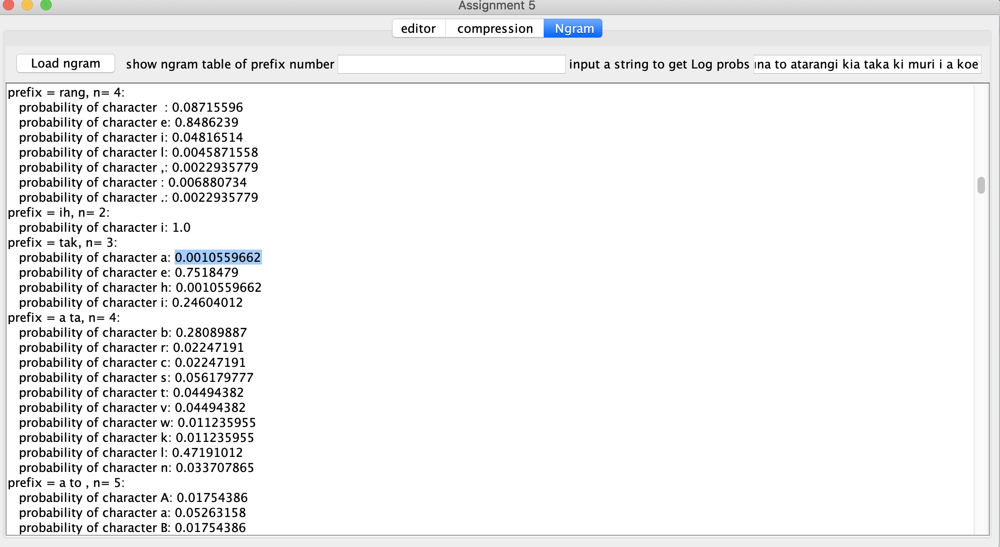 Assignment 5
editor compression Ngram
Load ngram show ngram table of prefix number input a string to get Log probs na to atarangi kia taka ki muri i a koe
prefix = rang, n= 4:
probability of character  : 0.08715596
probability of character e: 0.8486239
probability of character i: 0.04816514
probability of character l: 0.0045871558
probability of character ,: 0.0022935779
probability of character : 0.006880734
probability of character .: 0.0022935779
prefix = ih, n= 2:
probability of character i: 1.0
prefix = tak, n= 3:
probability of character a: 0.0010559662
probability of character e: 0.7518479
probability of character h: 0.0010559662
probability of character i: 0.24604012
prefix = a ta, n= 4:
probability of character b: 0.28089887
probability of character r: 0.02247191
probability of character c: 0.02247191
probability of character s: 0.056179777
probability of character t: 0.04494382
probability of character v: 0.04494382
probability of character w: 0.011235955
probability of character k: 0.011235955
probability of character l: 0.47191012
probability of character n: 0.033707865
prefix = a to , n= 5:
probability of character A: 0.01754386
probability of character a: 0.05263158
probability of character B: 0.01754386